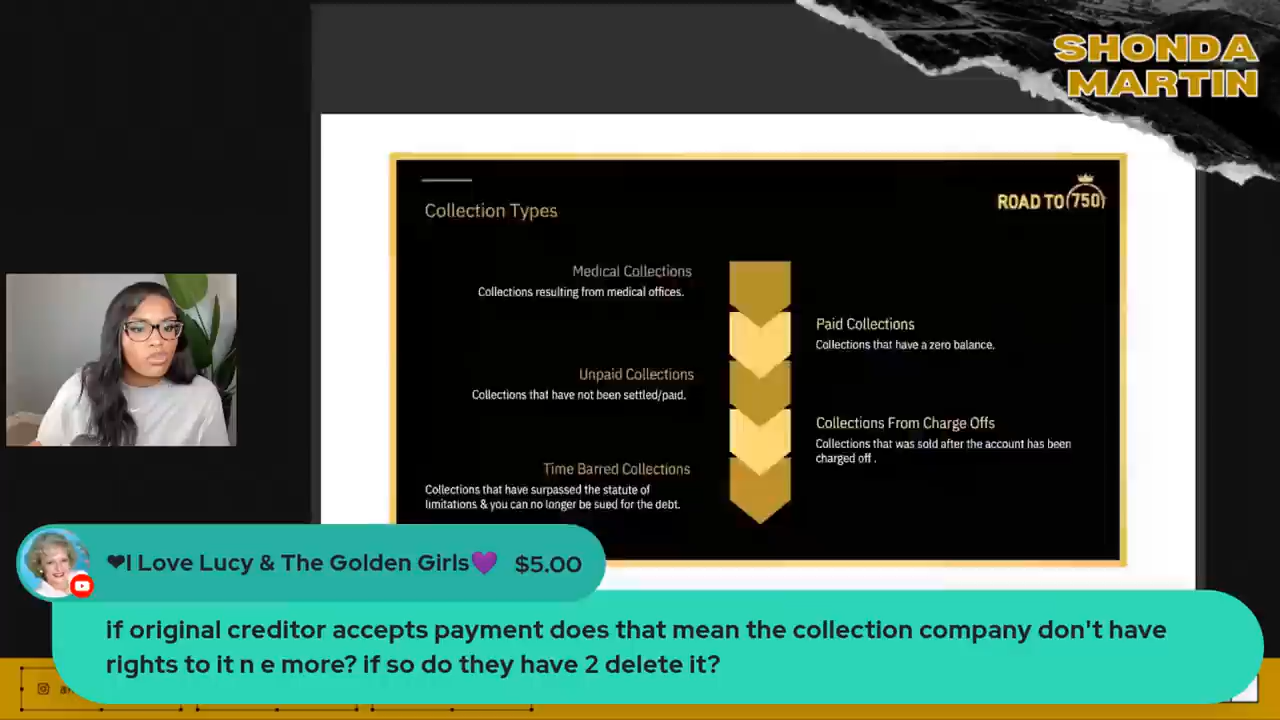 SHONDA
MARTIN
ROAD TO 750
Collection Types
Medical Collections
Collections resulting from medical offices.
Paid Collections
Collections that have a zero balance.
Unpaid Collections
Collections that have not been settled/paid.
Collections From Charge Offs
Collections that was sold after the account has been
charged off .
Time Barred Collections
Collections that have surpassed the statute of
limitations & you can no longer be sued for the debt.
❤I Love Lucy & The Golden Girls💜 $5.00
if original creditor accepts payment does that mean the collection company don't have
rights to it n e more? if so do they have 2 delete it?